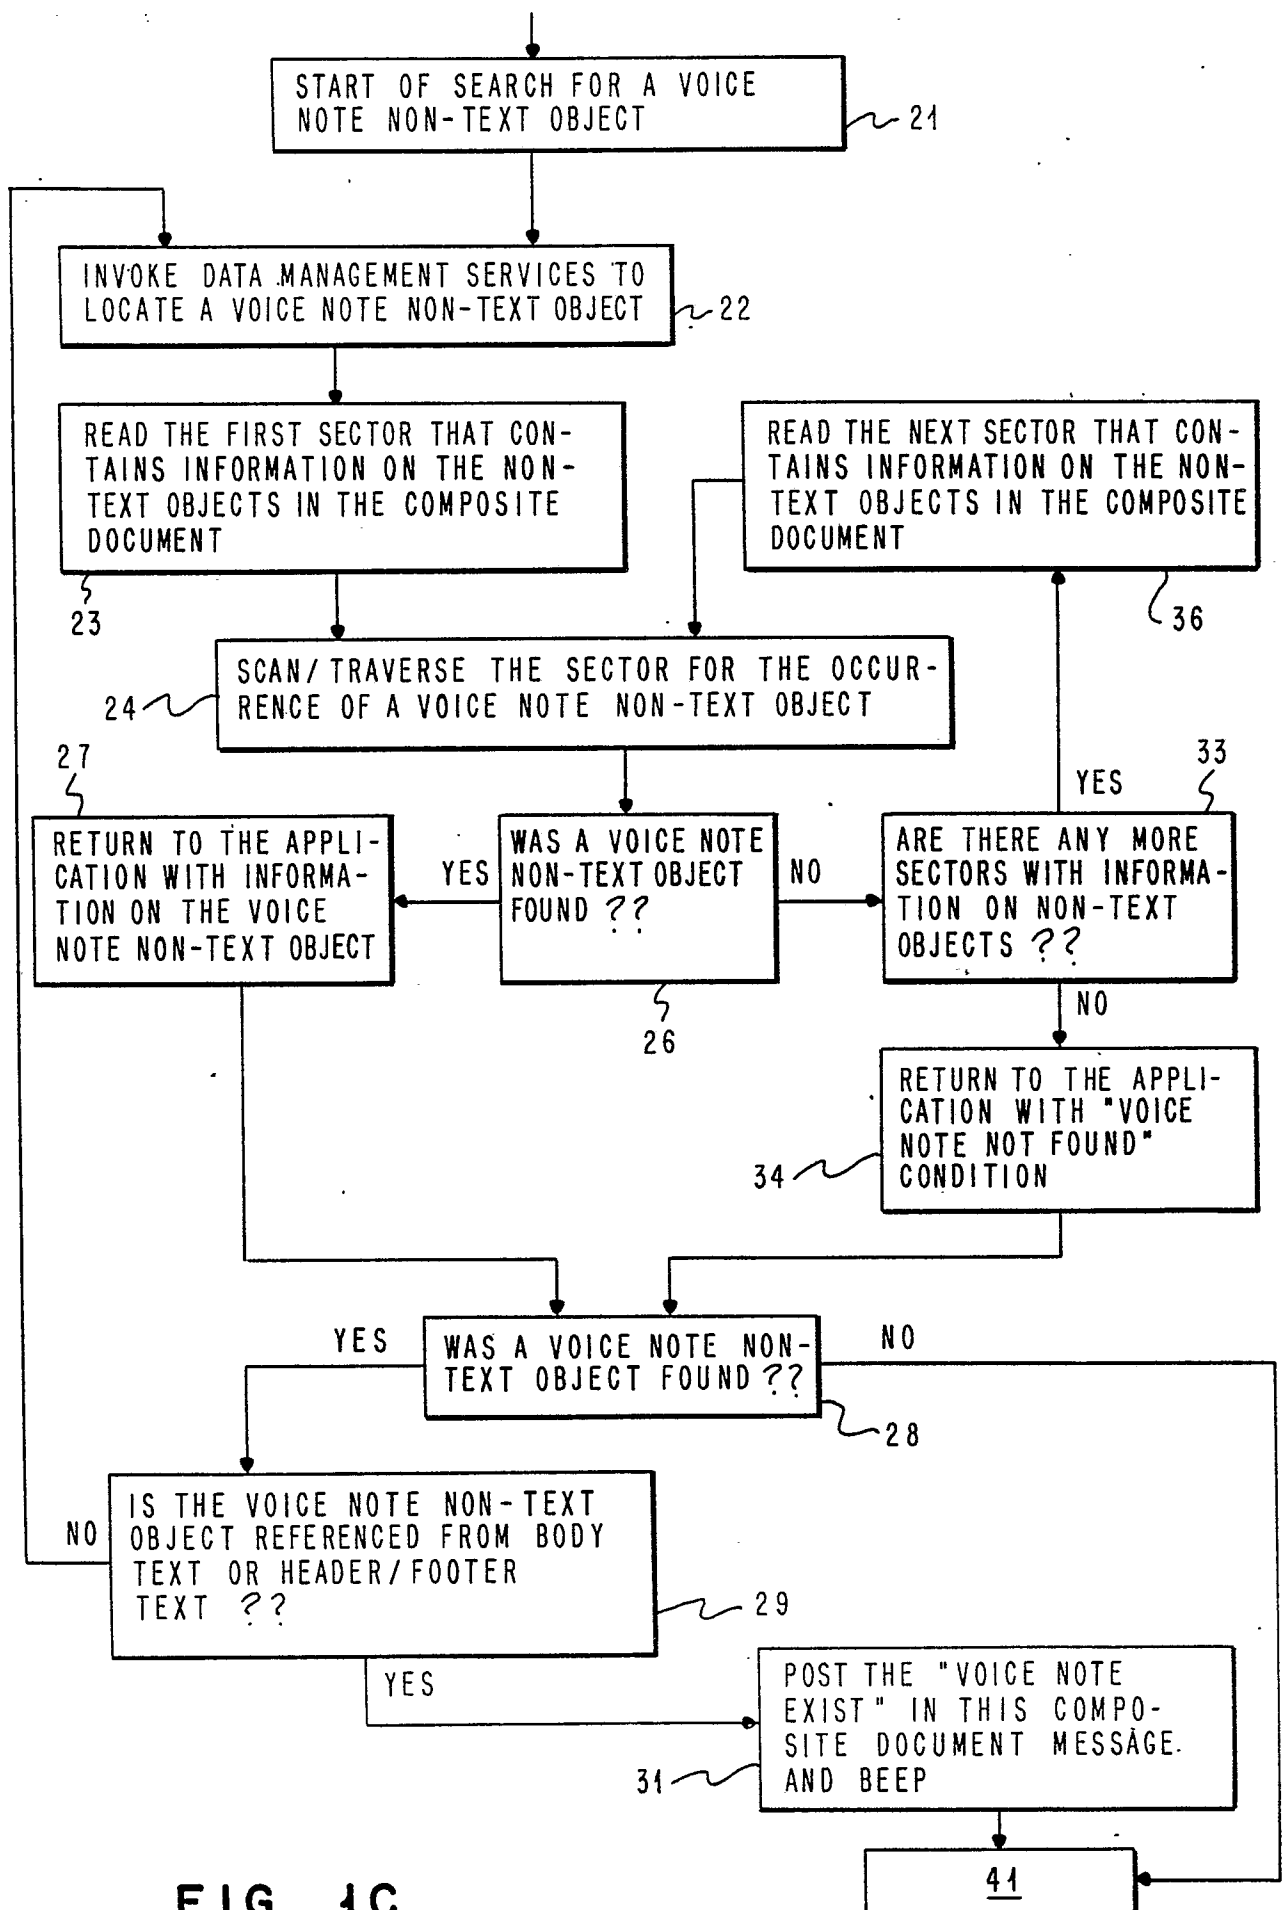 START OF SEARCH FOR A VOICE
NOTE NON-TEXT OBJECT
21
INVOKE DATA MANAGEMENT SERVICES TO
LOCATE A VOICE NOTE NON-TEXT OBJECT
22
READ THE FIRST SECTOR THAT CON-
TAINS INFORMATION ON THE NON-
TEXT OBJECTS IN THE COMPOSITE
DOCUMENT
23
READ THE NEXT SECTOR THAT CON-
TAINS INFORMATION ON THE NON-
TEXT OBJECTS IN THE COMPOSITE
DOCUMENT
36
SCAN/TRAVERSE THE SECTOR FOR THE OCCUR-
RENCE OF A VOICE NOTE NON-TEXT OBJECT
24
27
RETURN TO THE APPLI-
CATION WITH INFORMA-
TION ON THE VOICE
NOTE NON-TEXT OBJECT
YES
WAS A VOICE NOTE
NON-TEXT OBJECT
FOUND ??
26
NO
YES
33
ARE THERE ANY MORE
SECTORS WITH INFORMA-
TION ON NON-TEXT
OBJECTS ??
NO
RETURN TO THE APPLI-
CATION WITH "VOICE
NOTE NOT FOUND"
CONDITION
34
YES
WAS A VOICE NOTE NON-
TEXT OBJECT FOUND ??
NO
28
NO
IS THE VOICE NOTE NON-TEXT
OBJECT REFERENCED FROM BODY
TEXT OR HEADER/FOOTER
TEXT ??
29
YES
POST THE "VOICE NOTE
EXIST" IN THIS COMPO-
SITE DOCUMENT MESSAGE
AND BEEP
31
41
FIG 1C